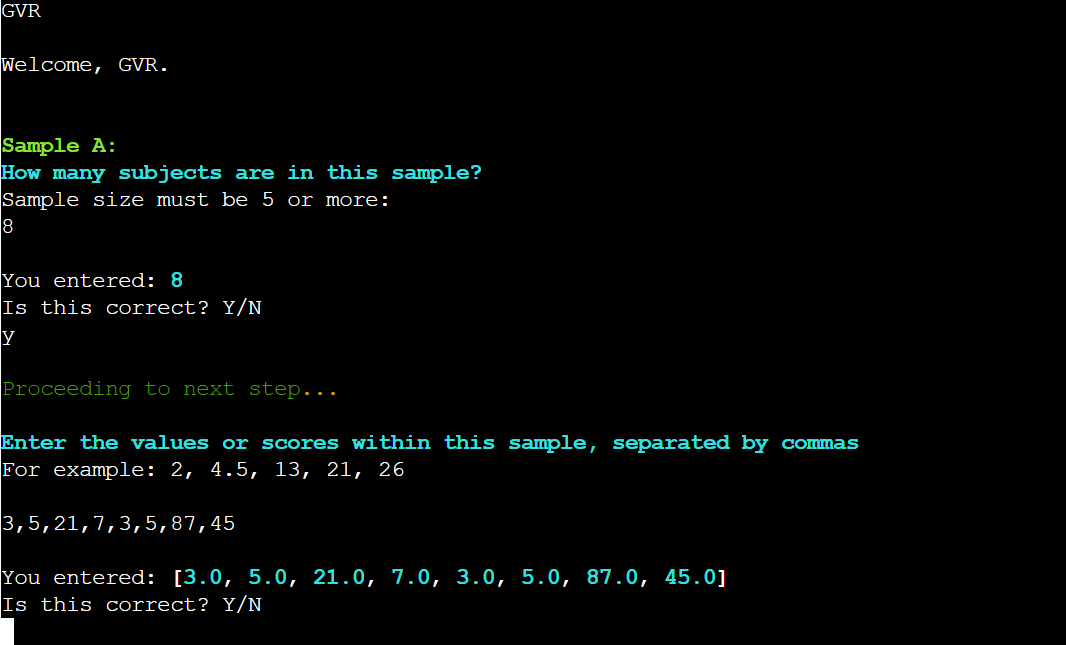 GVR
Welcome, GVR.
Sample A:
How many subjects are in this sample?
Sample size must be 5 or more:
8
You entered: 8
Is this correct? Y/N
y
Proceeding to next step...
Enter the values or scores within this sample, separated by commas
For example: 2, 4.5, 13, 21, 26
3,5,21,7,3,5,87,45
You entered: [3.0, 5.0, 21.0, 7.0, 3.0, 5.0, 87.0, 45.0]
Is this correct? Y/N